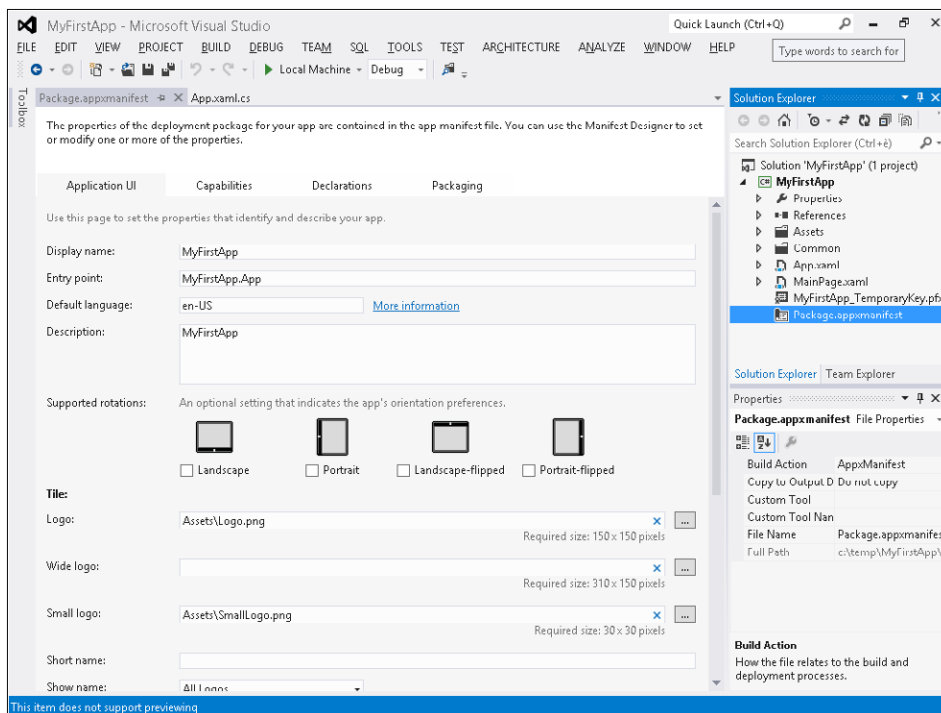 MyFirstApp - Microsoft Visual Studio
Quick Launch (Ctrl+Q)
FILE EDIT VIEW PROJECT BUILD DEBUG TEAM SQL TOOLS TEST ARCHITECTURE ANALYZE WINDOW HELP
Type words to search for
Local Machine Debug
Toolbox
Package.appxmanifest App.xaml.cs
The properties of the deployment package for your app are contained in the app manifest file. You can use the Manifest Designer to set
or modify one or more of the properties.
Application UI Capabilities Declarations Packaging
Use this page to set the properties that identify and describe your app.
Display name: MyFirstApp
Entry point: MyFirstApp.App
Default language: en-US More information
Description: MyFirstApp
Supported rotations: An optional setting that indicates the app's orientation preferences.
Landscape Portrait Landscape-flipped Portrait-flipped
Tile:
Logo: Assets\Logo.png ...
Required size: 150 x 150 pixels
Wide logo: ...
Required size: 310 x 150 pixels
Small logo: Assets\SmallLogo.png ...
Required size: 30 x 30 pixels
Short name:
Show name: All Logos
Solution Explorer
Search Solution Explorer (Ctrl+è)
Solution 'MyFirstApp' (1 project)
C# MyFirstApp
Properties
References
Assets
Common
App.xaml
MainPage.xaml
MyFirstApp_TemporaryKey.pfx
Package.appxmanifest
Solution Explorer Team Explorer
Properties
Package.appxmanifest File Properties
Build Action AppxManifest
Copy to Output D Do not copy
Custom Tool
Custom Tool Nan
File Name Package.appxmanifes
Full Path c:\temp\MyFirstApp\
Build Action
How the file relates to the build and
deployment processes.
This item does not support previewing